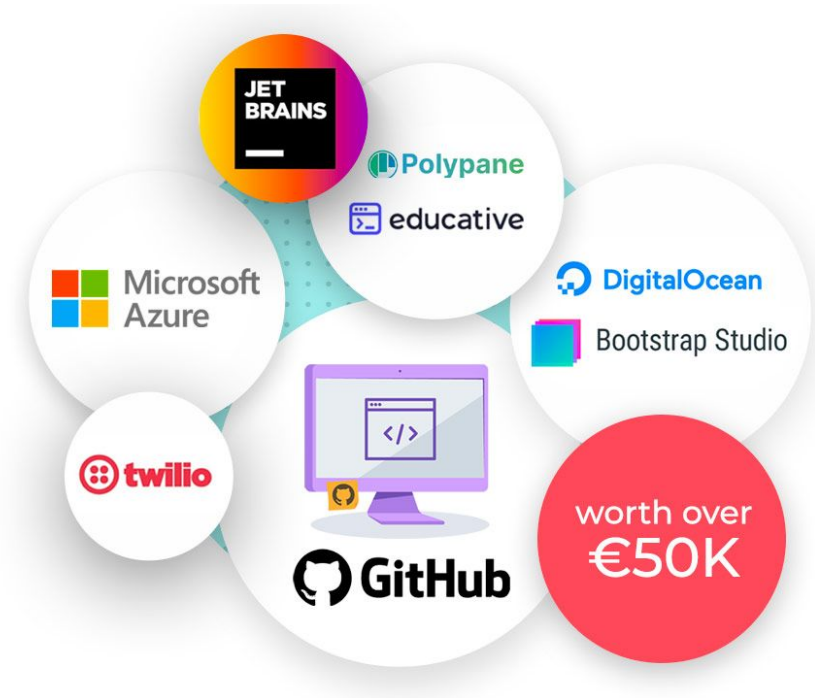 JET
BRAINS
Polypane
educative
Microsoft
Azure
DigitalOcean
Bootstrap Studio
</>
twilio
worth over
€50K
GitHub